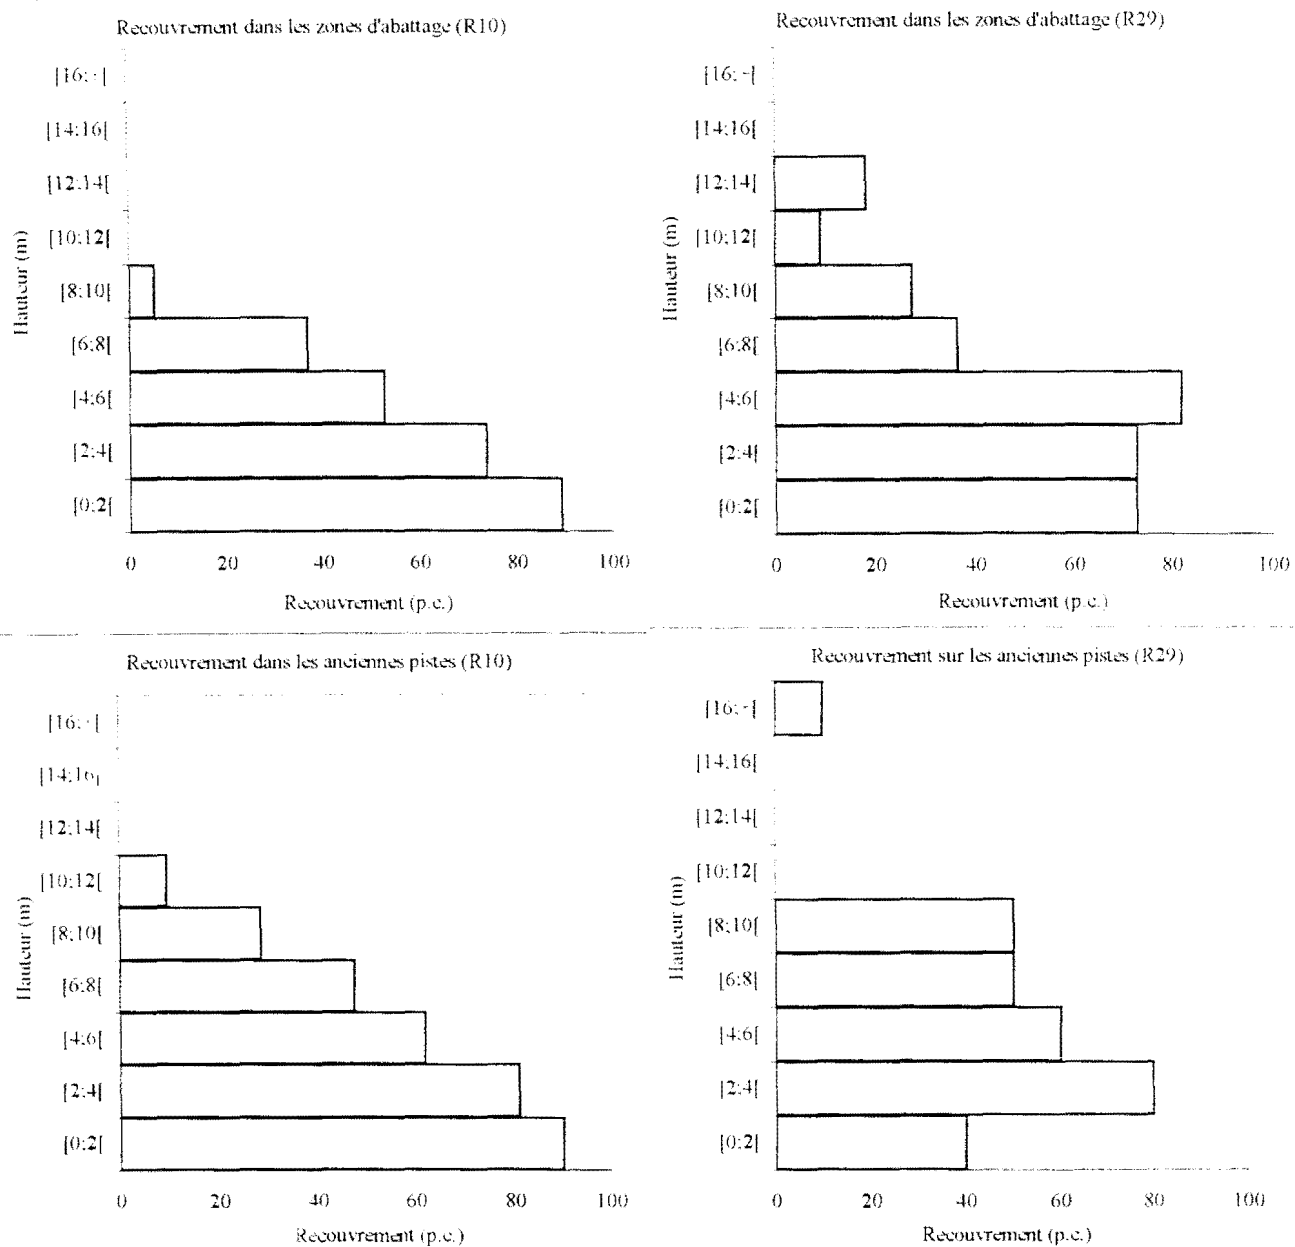 Recouvrement dans les zones d'abattage (R10)
[16;-[
[14;16[
[12;14[
[10;12[
[8;10[
[6;8[
[4;6[
[2;4[
[0;2[
Hauteur (m)
0 20 40 60 80 100
Recouvrement (p.c.)
Recouvrement dans les zones d'abattage (R29)
[16;-[
[14;16[
[12;14[
[10;12[
[8;10[
[6;8[
[4;6[
[2;4[
[0;2[
Hauteur (m)
0 20 40 60 80 100
Recouvrement (p.c.)
Recouvrement dans les anciennes pistes (R10)
[16;-[
[14;16[
[12;14[
[10;12[
[8;10[
[6;8[
[4;6[
[2;4[
[0;2[
Hauteur (m)
0 20 40 60 80 100
Recouvrement (p.c.)
Recouvrement sur les anciennes pistes (R29)
[16;-[
[14;16[
[12;14[
[10;12[
[8;10[
[6;8[
[4;6[
[2;4[
[0;2[
Hauteur (m)
0 20 40 60 80 100
Recouvrement (p.c.)